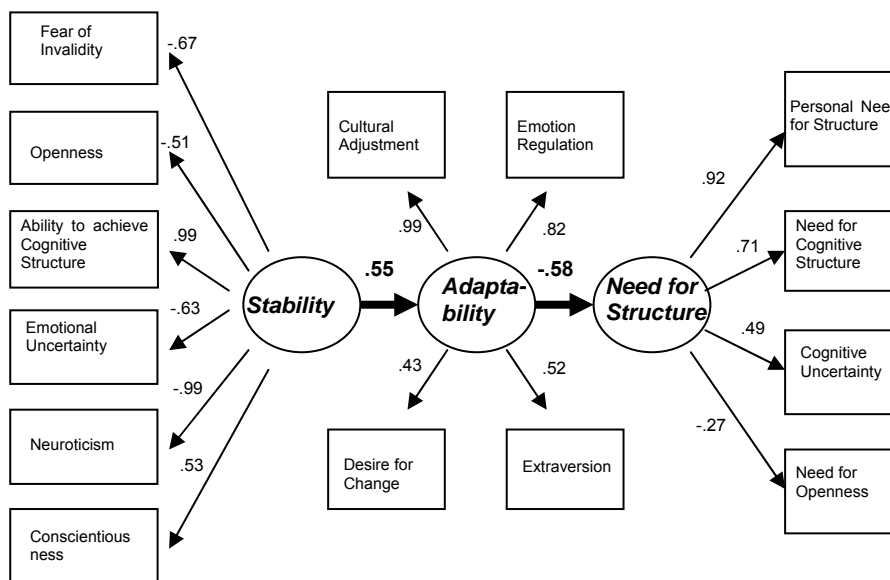 Fear of
Invalidity
-.67
Openness
-.51
Ability to achieve
Cognitive
Structure
.99
Emotional
Uncertainty
-.63
Neuroticism
-.99
Conscientious
ness
.53
Stability
.55
Cultural
Adjustment
.99
Emotion
Regulation
.82
Adapta-
bility
-.58
.43
Desire for
Change
.52
Extraversion
Need for
Structure
.92
Personal Need
for Structure
.71
Need for
Cognitive
Structure
.49
Cognitive
Uncertainty
-.27
Need for
Openness